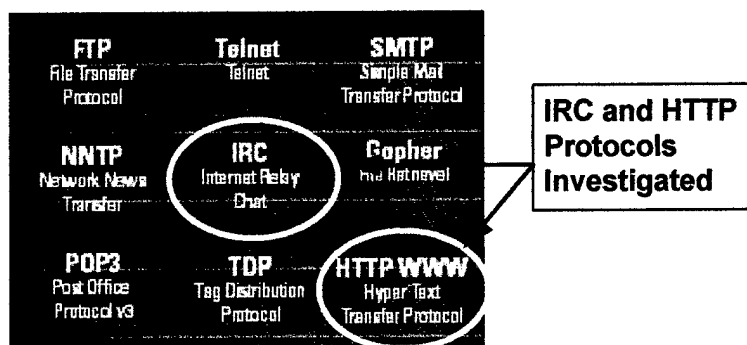 FTP
File Transfer
Protocol
Telnet
Telnet
SMTP
Simple Mail
Transfer Protocol
NNTP
Network News
Transfer
IRC
Internet Relay
Chat
Gopher
File Retrieval
POP3
Post Office
Protocol v3
TDP
Tag Distribution
Protocol
HTTP WWW
Hyper Text
Transfer Protocol
IRC and HTTP
Protocols
Investigated